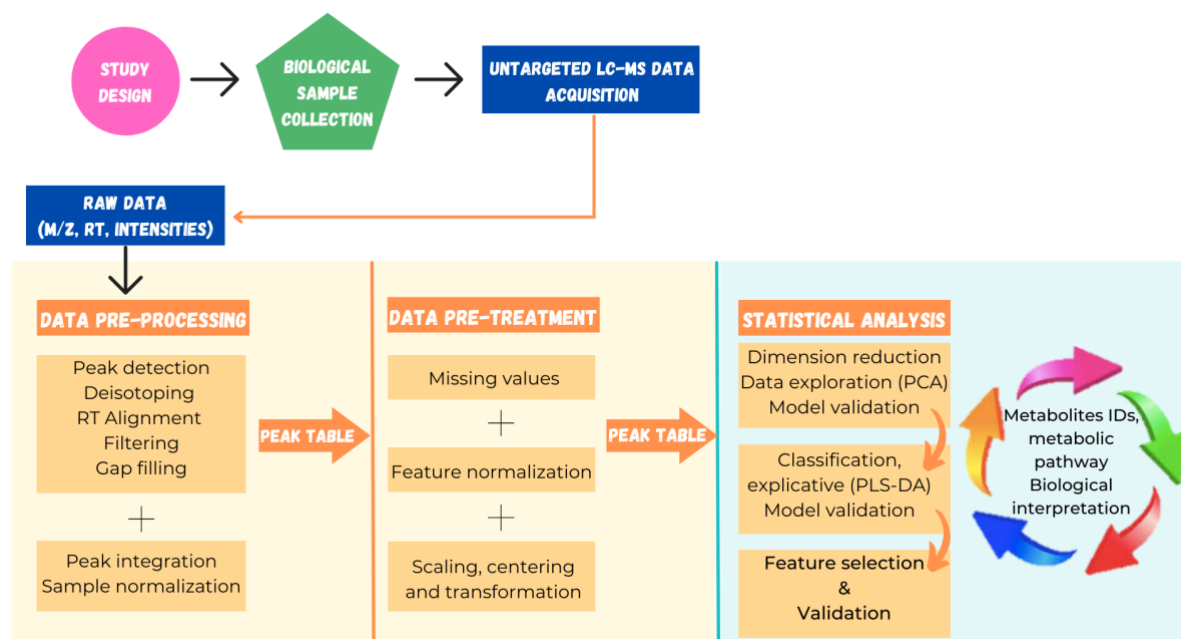 STUDY
DESIGN
BIOLOGICAL
SAMPLE
COLLECTION
UNTARGETED LC-MS DATA
ACQUISITION
RAW DATA
(M/Z, RT, INTENSITIES)
DATA PRE-PROCESSING
Peak detection
Deisotoping
RT Alignment
Filtering
Gap filling
+
Peak integration
Sample normalization
PEAK TABLE
DATA PRE-TREATMENT
Missing values
+
Feature normalization
+
Scaling, centering
and transformation
PEAK TABLE
STATISTICAL ANALYSIS
Dimension reduction
Data exploration (PCA)
Model validation
Classification,
explicative (PLS-DA)
Model validation
Feature selection
&
Validation
Metabolites IDs,
metabolic
pathway
Biological
interpretation